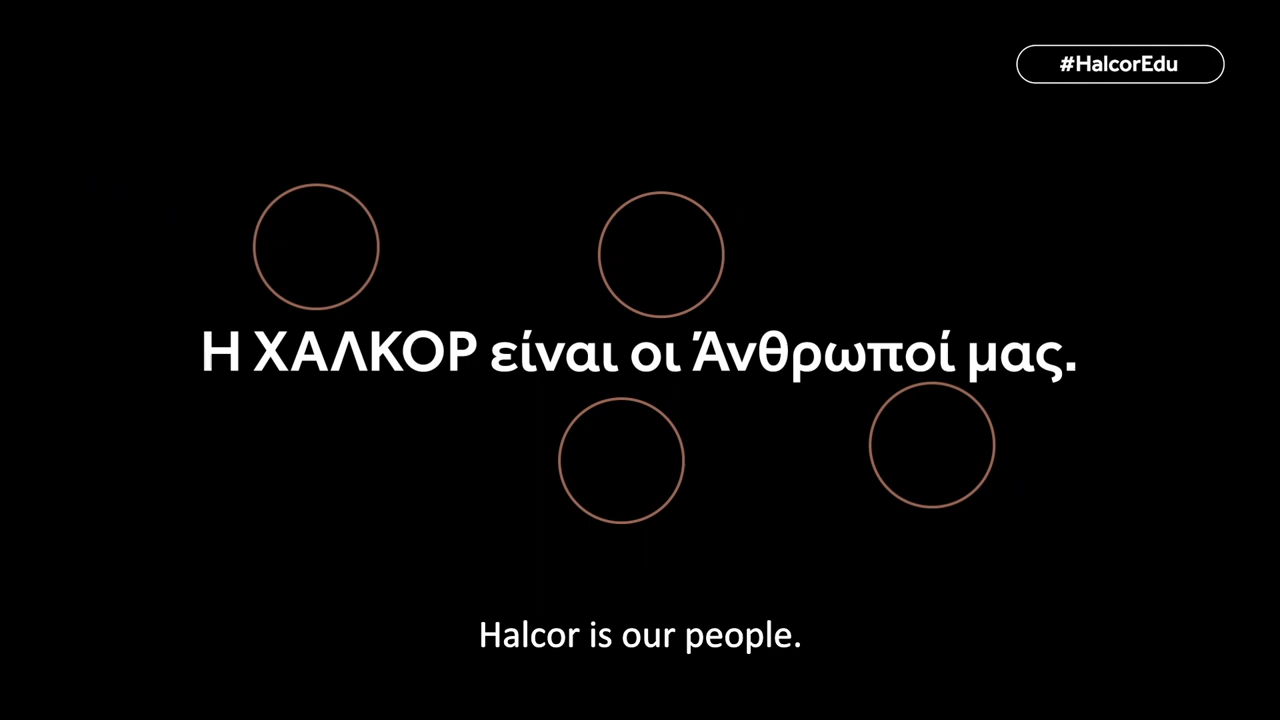 #HalcorEdu
Η ΧΑΛΚΟΡ είναι οι Άνθρωποί μας.
Halcor is our people.